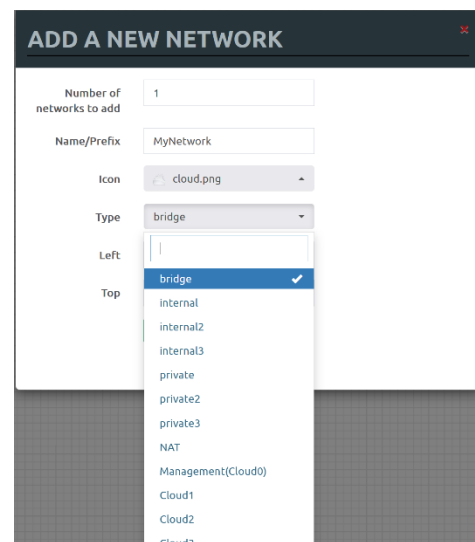 ADD A NEW NETWORK
Number of networks to add
1
Name/Prefix
MyNetwork
Icon
cloud.png
Type
bridge
Left
Top
bridge
internal
internal2
internal3
private
private2
private3
NAT
Management(Cloud0)
Cloud1
Cloud2